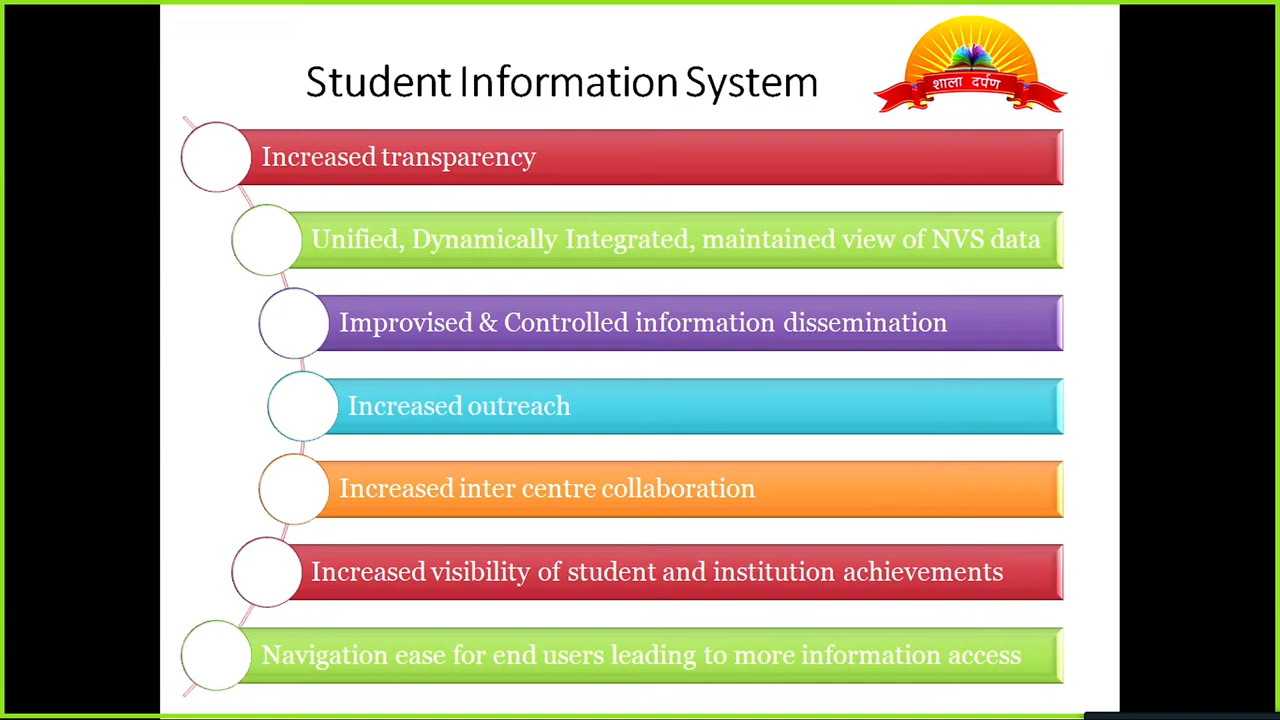 Student Information System
शाला दर्पण
Increased transparency
Unified, Dynamically Integrated, maintained view of NVS data
Improvised & Controlled information dissemination
Increased outreach
Increased inter centre collaboration
Increased visibility of student and institution achievements
Navigation ease for end users leading to more information access